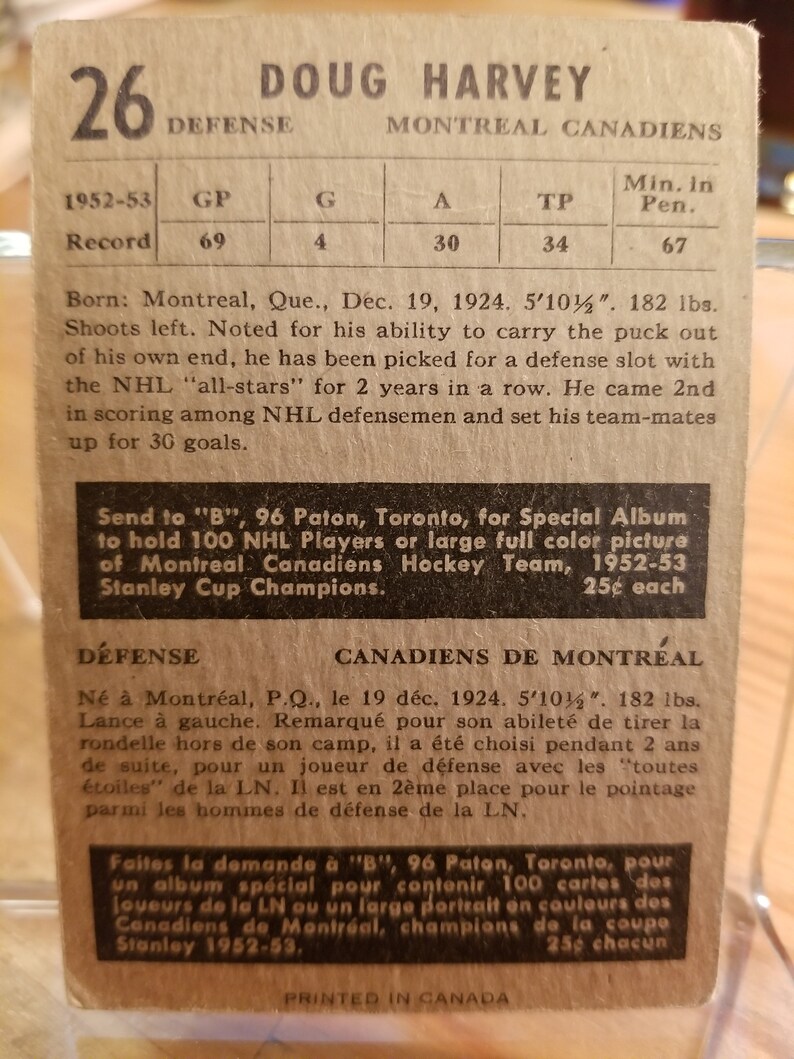 26 DOUG HARVEY
DEFENSE MONTREAL CANADIENS
1952-53 GP G A TP Min. in Pen.
Record 69 4 30 34 67
Born: Montreal, Que., Dec. 19, 1924. 5'10½". 182 lbs.
Shoots left. Noted for his ability to carry the puck out
of his own end, he has been picked for a defense slot with
the NHL "all-stars" for 2 years in a row. He came 2nd
in scoring among NHL defensemen and set his team-mates
up for 30 goals.
Send to "B", 96 Paton, Toronto, for Special Album
to hold 100 NHL Players or large full color picture
of Montreal Canadiens Hockey Team, 1952-53
Stanley Cup Champions. 25¢ each
DÉFENSE CANADIENS DE MONTRÉAL
Né à Montréal, P.Q., le 19 déc. 1924. 5'10½". 182 lbs.
Lance à gauche. Remarqué pour son abileté de tirer la
rondelle hors de son camp, il a été choisi pendant 2 ans
de suite, pour un joueur de défense avec les "toutes
étoiles" de la LN. Il est en 2ème place pour le pointage
parmi les hommes de défense de la LN.
Faites la demande à "B", 96 Paton, Toronto, pour
un album spécial pour contenir 100 cartes des
joueurs de la LN ou un large portrait en couleurs des
Canadiens de Montréal, champions de la coupe
Stanley 1952-53. 25¢ chacun
PRINTED IN CANADA